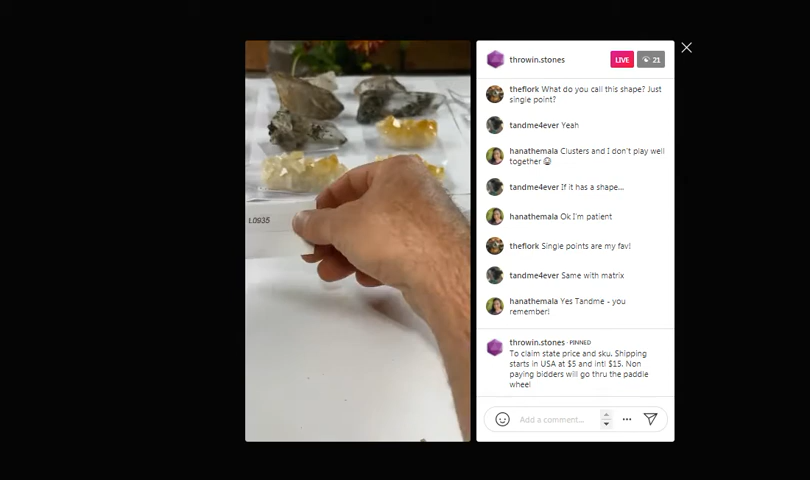 throwin.stones
LIVE
21
theflork What do you call this shape? Just
single point?
tandme4ever Yeah
hanathemala Clusters and I don't play well
together
tandme4ever If it has a shape...
hanathemala Ok I'm patient
theflork Single points are my fav!
tandme4ever Same with matrix
hanathemala Yes Tandme - you
remember!
throwin.stones · PINNED
To claim state price and sku. Shipping
starts in USA at $5 and intl $15. Non
paying bidders will go thru the paddle
wheel
Add a comment...
t.0935